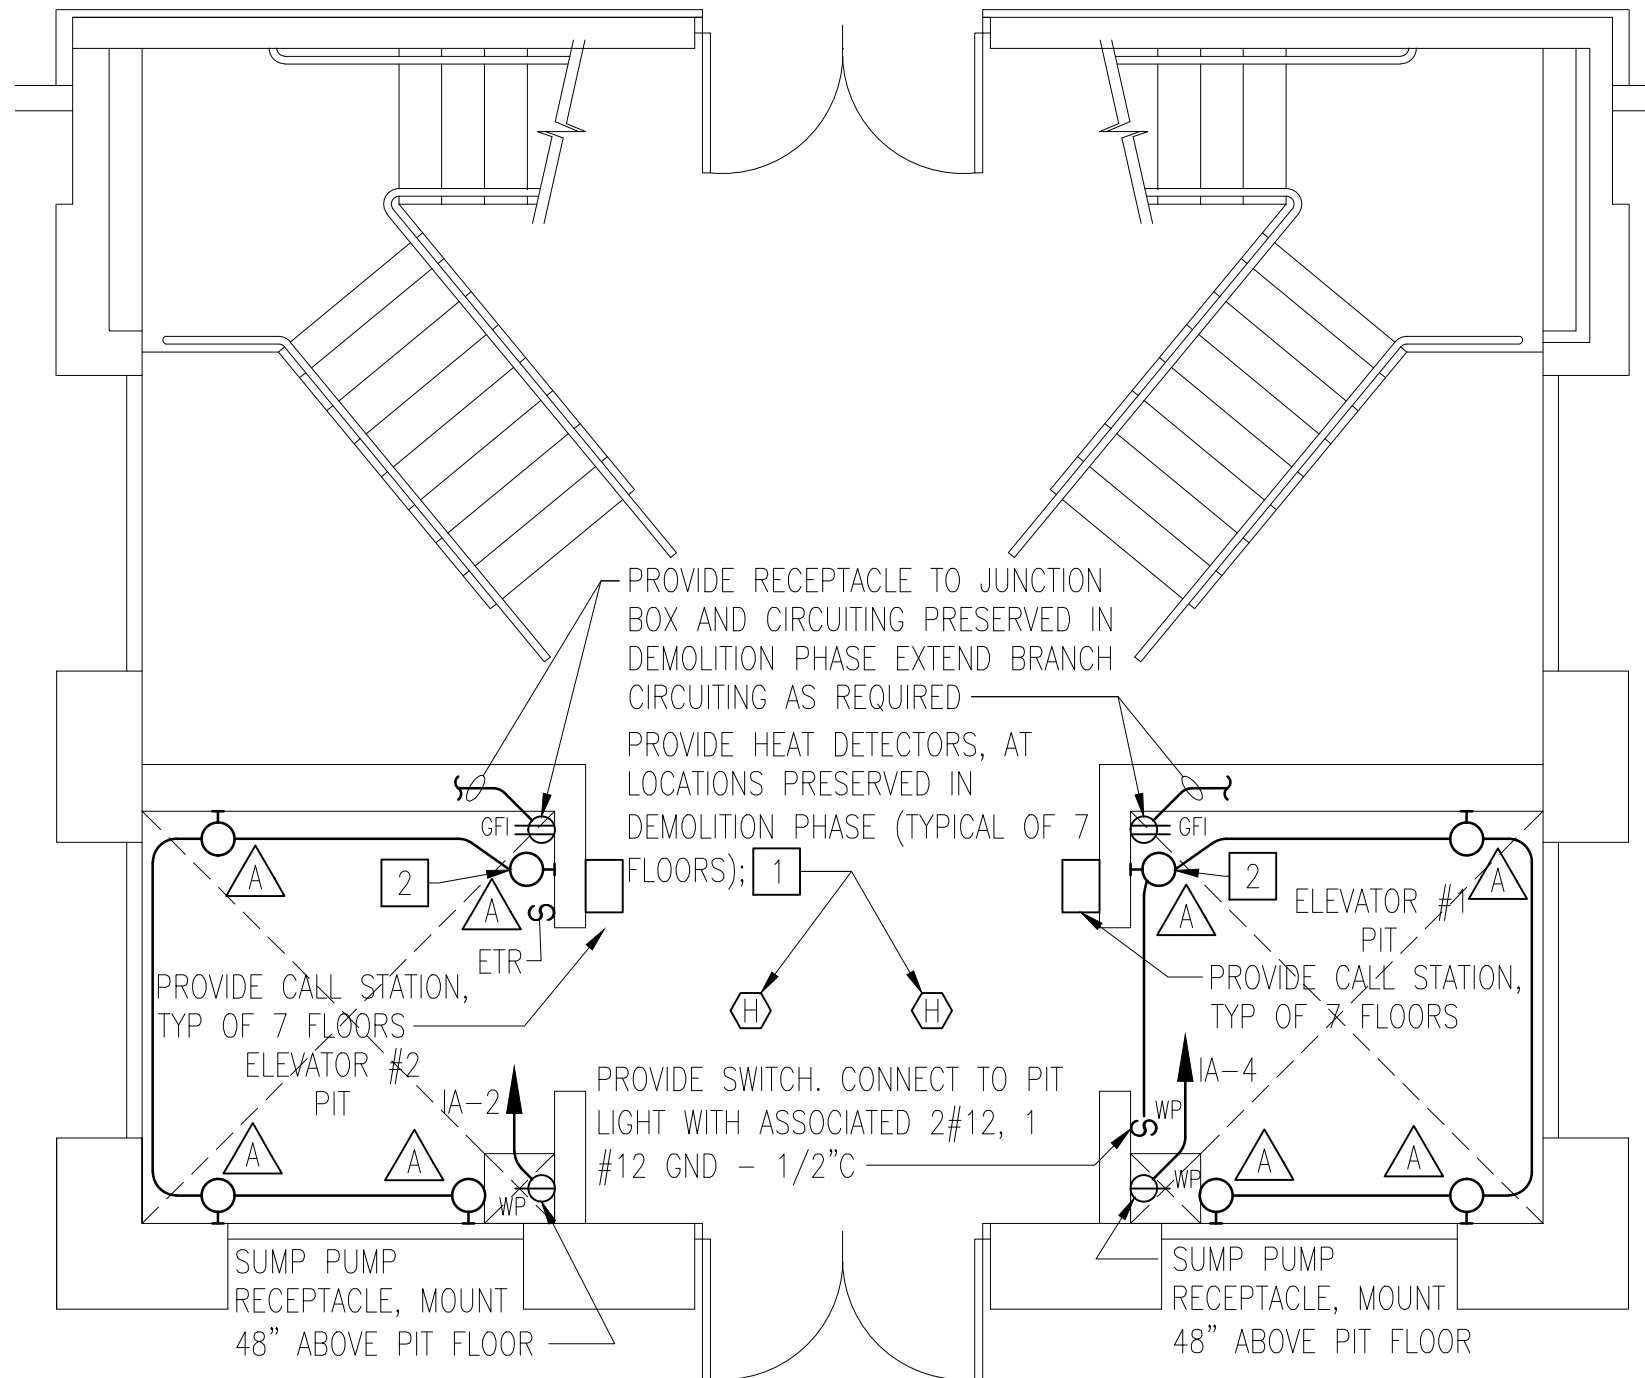 PROVIDE RECEPTACLE TO JUNCTION
BOX AND CIRCUITING PRESERVED IN
DEMOLITION PHASE EXTEND BRANCH
CIRCUITING AS REQUIRED
PROVIDE HEAT DETECTORS, AT
LOCATIONS PRESERVED IN
DEMOLITION PHASE (TYPICAL OF 7
FLOORS); 1
GFI
GFI
A
2
A
S
ETR
2
A
A
ELEVATOR #1
PIT
PROVIDE CALL STATION,
TYP OF 7 FLOORS
ELEVATOR #2
PIT
H
H
PROVIDE CALL STATION,
TYP OF 7 FLOORS
IA-2
IA-4
PROVIDE SWITCH. CONNECT TO PIT
LIGHT WITH ASSOCIATED 2#12, 1
#12 GND - 1/2"C
S
WP
A
A
WP
WP
A
A
SUMP PUMP
RECEPTACLE, MOUNT
48" ABOVE PIT FLOOR
SUMP PUMP
RECEPTACLE, MOUNT
48" ABOVE PIT FLOOR